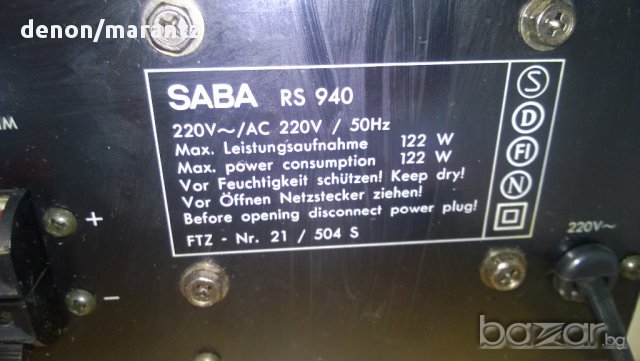 denon/marantz
SABA RS 940
220V~/AC 220V / 50Hz
Max. Leistungsaufnahme 122 W
Max. power consumption 122 W
Vor Feuchtigkeit schützen! Keep dry!
Vor Öffnen Netzstecker ziehen!
Before opening disconnect power plug!
FTZ - Nr. 21 / 504 S
S
D
FI
N
+
-
220V~
bazar.bg